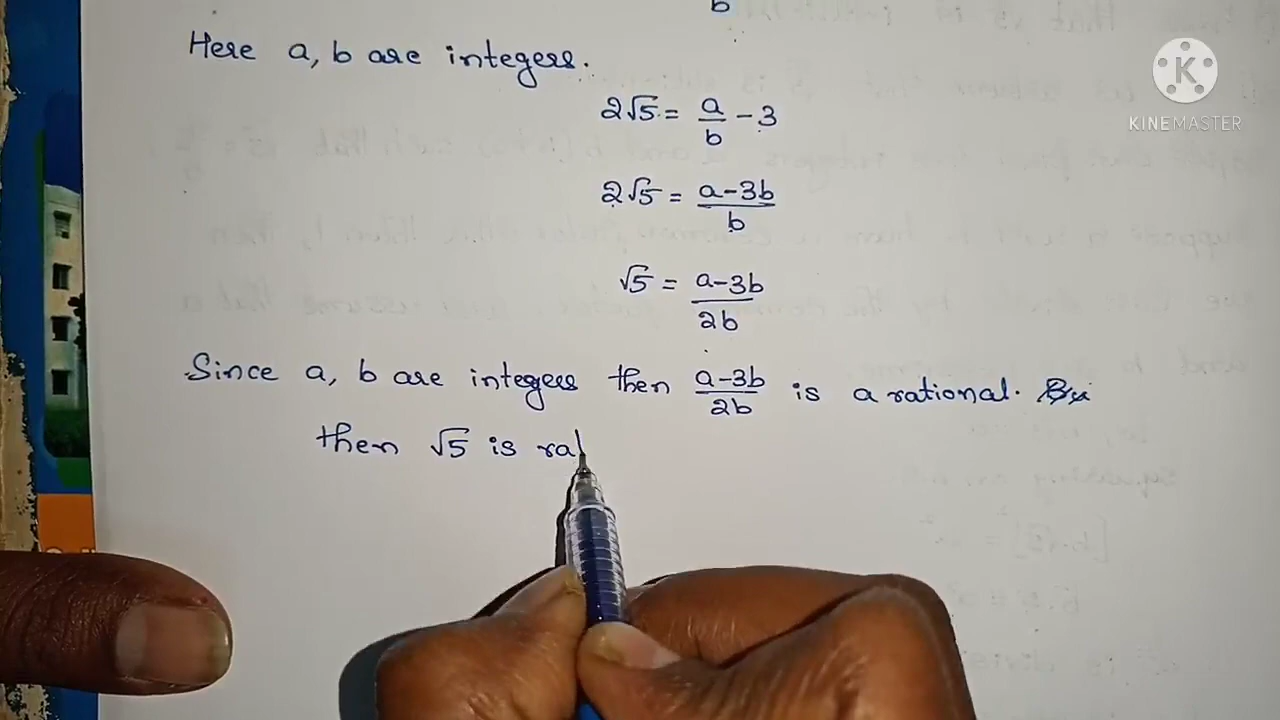 b
Here a, b are integers.
2√5 = a/b - 3
2√5 = a-3b/b
√5 = a-3b/2b
Since a, b are integers then a-3b/2b is a rational.
then √5 is ra
K
KINEMASTER